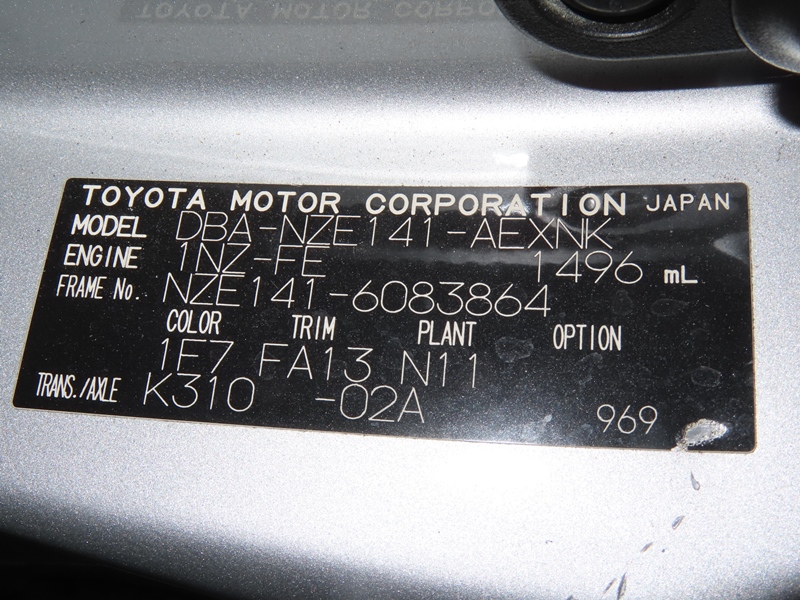 TOYOTA MOTOR CORPORATION JAPAN
MODEL DBA-NZE141-AEXNK
ENGINE 1NZ-FE 1496 mL
FRAME No. NZE141-6083864
COLOR TRIM PLANT OPTION
1E7 FA13 N11
TRANS./AXLE K310 -02A
969